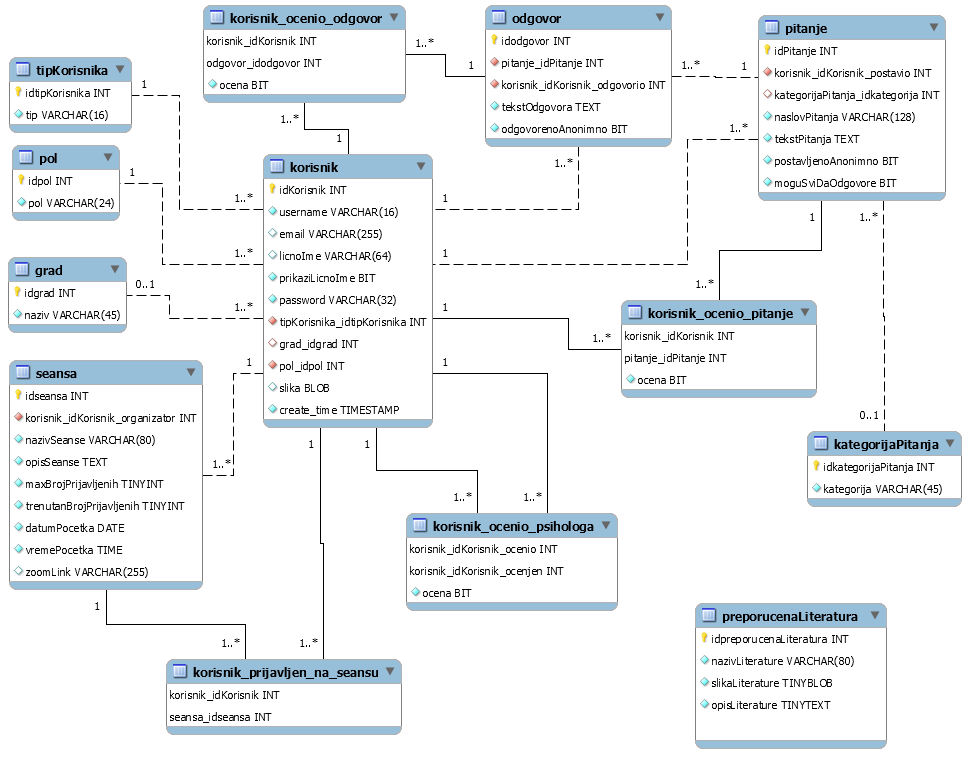 korisnik_ocenio_odgovor
korisnik_idKorisnik INT
odgovor_idodgovor INT
ocena BIT
1..*
1
1..*
1
odgovor
idodgovor INT
pitanje_idPitanje INT
korisnik_idKorisnik_odgovorio INT
tekstOdgovora TEXT
odgovorenoAnonimno BIT
1..*
1
1..*
pitanje
idPitanje INT
korisnik_idKorisnik_postavio INT
kategorijaPitanja_idkategorija INT
naslovPitanja VARCHAR(128)
tekstPitanja TEXT
postavljenoAnonimno BIT
moguSviDaOdgovore BIT
1..*
1
1..*
tipKorisnika
idtipKorisnika INT
tip VARCHAR(16)
1
1..*
pol
idpol INT
pol VARCHAR(24)
1
1..*
grad
idgrad INT
naziv VARCHAR(45)
0..1
1..*
korisnik
idKorisnik INT
username VARCHAR(16)
email VARCHAR(255)
licnoIme VARCHAR(64)
prikaziLicnoIme BIT
password VARCHAR(32)
tipKorisnika_idtipKorisnika INT
grad_idgrad INT
pol_idpol INT
slika BLOB
create_time TIMESTAMP
1
1
1
1
1
1
1
1..*
korisnik_ocenio_pitanje
korisnik_idKorisnik INT
pitanje_idPitanje INT
ocena BIT
1..*
0..1
kategorijaPitanja
idkategorijaPitanja INT
kategorija VARCHAR(45)
seansa
idseansa INT
korisnik_idKorisnik_organizator INT
nazivSeanse VARCHAR(80)
opisSeanse TEXT
maxBrojPrijavljenih TINYINT
trenutanBrojPrijavljenih TINYINT
datumPocetka DATE
vremePocetka TIME
zoomLink VARCHAR(255)
1..*
1
1..*
1..*
1..*
1..*
korisnik_ocenio_psihologa
korisnik_idKorisnik_ocenio INT
korisnik_idKorisnik_ocenjen INT
ocena BIT
korisnik_prijavljen_na_seansu
korisnik_idKorisnik INT
seansa_idseansa INT
preporucenaLiteratura
idpreporucenaLiteratura INT
nazivLiterature VARCHAR(80)
slikaLiterature TINYBLOB
opisLiterature TINYTEXT